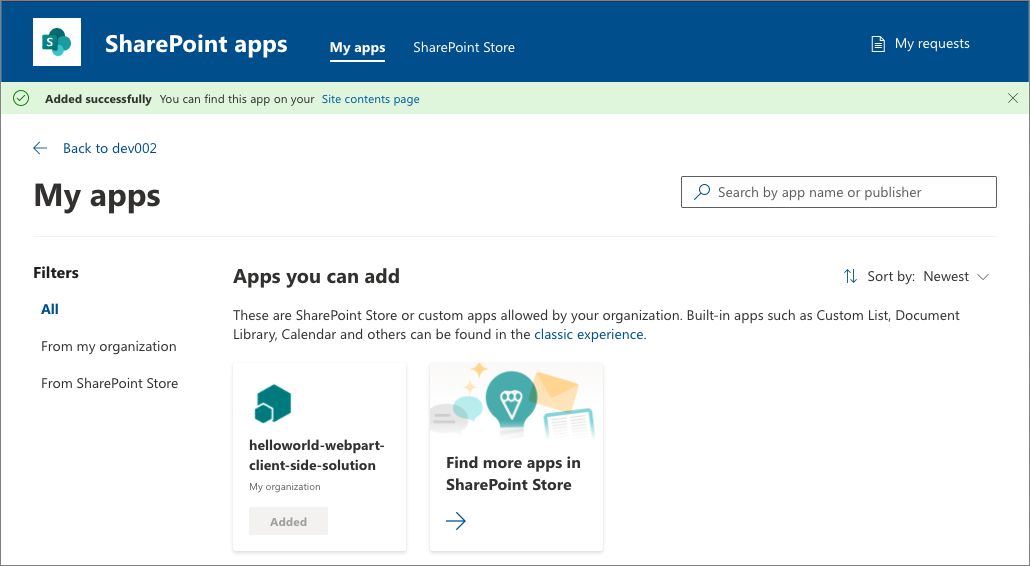 S
SharePoint apps
My apps
SharePoint Store
My requests
Added successfully You can find this app on your Site contents page
Back to dev002
My apps
Search by app name or publisher
Filters
All
From my organization
From SharePoint Store
Apps you can add
Sort by: Newest
These are SharePoint Store or custom apps allowed by your organization. Built-in apps such as Custom List, Document
Library, Calendar and others can be found in the classic experience.
helloworld-webpart-
client-side-solution
My organization
Added
Find more apps in
SharePoint Store